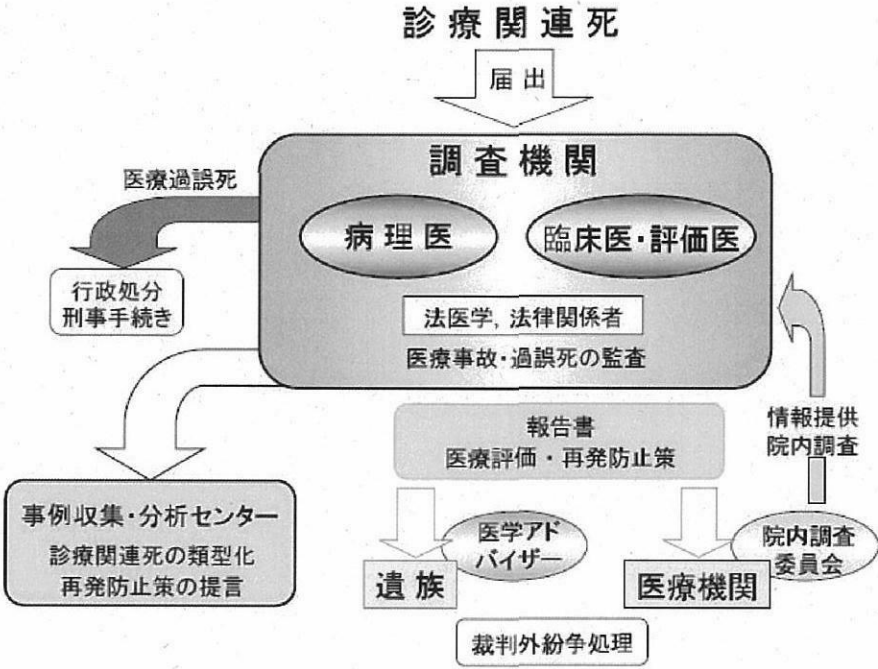 診療関連死
届出
調査機関
医療過誤死
病理医
臨床医・評価医
行政処分
刑事手続き
法医学, 法律関係者
医療事故・過誤死の監査
情報提供
院内調査
報告書
医療評価・再発防止策
事例収集・分析センター
診療関連死の類型化
再発防止策の提言
医学アド
バイザー
院内調査
委員会
遺族
医療機関
裁判外紛争処理